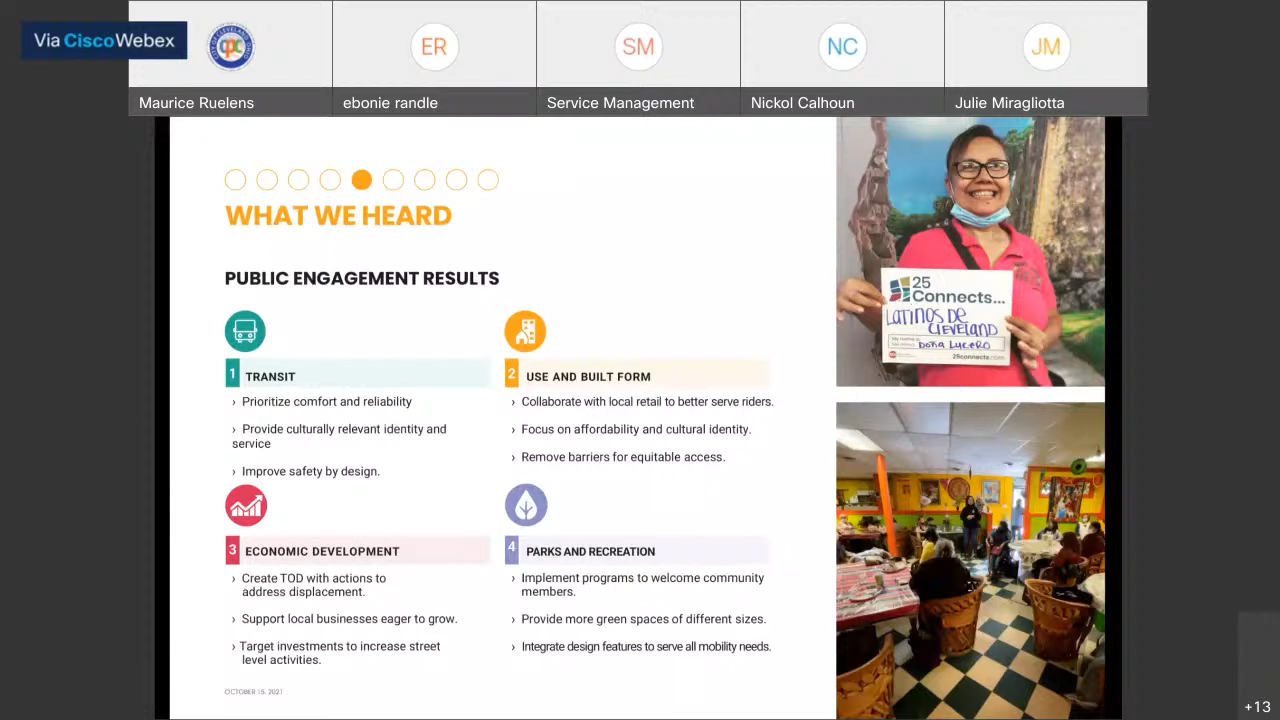 Via CiscoWebex
ER
SM
NC
JM
Maurice Ruelens
ebonie randle
Service Management
Nickol Calhoun
Julie Miragliotta
WHAT WE HEARD
PUBLIC ENGAGEMENT RESULTS
1 TRANSIT
› Prioritize comfort and reliability
› Provide culturally relevant identity and
service
› Improve safety by design.
2 USE AND BUILT FORM
› Collaborate with local retail to better serve riders.
› Focus on affordability and cultural identity.
› Remove barriers for equitable access.
3 ECONOMIC DEVELOPMENT
› Create TOD with actions to
address displacement.
› Support local businesses eager to grow.
› Target investments to increase street
level activities.
4 PARKS AND RECREATION
› Implement programs to welcome community
members.
› Provide more green spaces of different sizes.
› Integrate design features to serve all mobility needs.
OCTOBER 15, 2021
25
Connects...
LATINOS DE
CLEVELAND
DOÑA LUCERO
25connects.com
+13